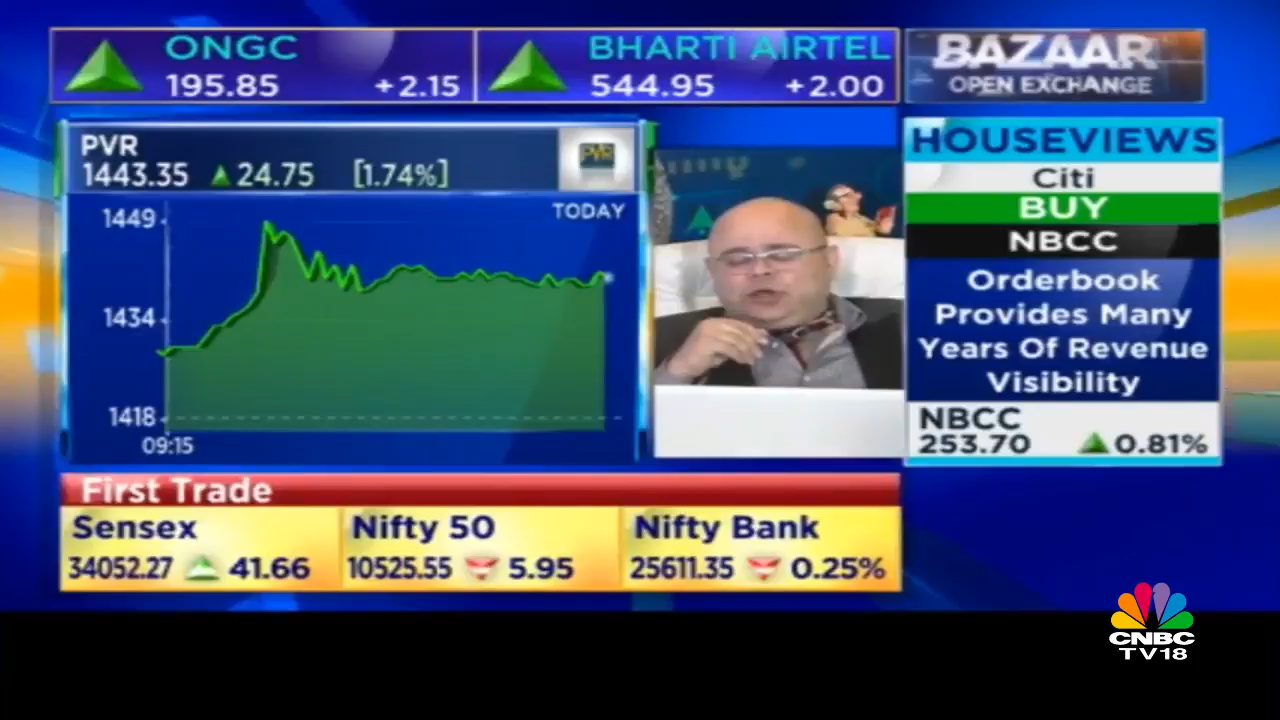 ONGC
195.85 +2.15
BHARTI AIRTEL
544.95 +2.00
BAZAAR
OPEN EXCHANGE
PVR
1443.35 24.75 [1.74%]
PVR
TODAY
1449
1434
1418
09:15
HOUSEVIEWS
Citi
BUY
NBCC
Orderbook
Provides Many
Years Of Revenue
Visibility
NBCC
253.70 0.81%
First Trade
Sensex
34052.27 41.66
Nifty 50
10525.55 5.95
Nifty Bank
25611.35 0.25%
CNBC
TV18